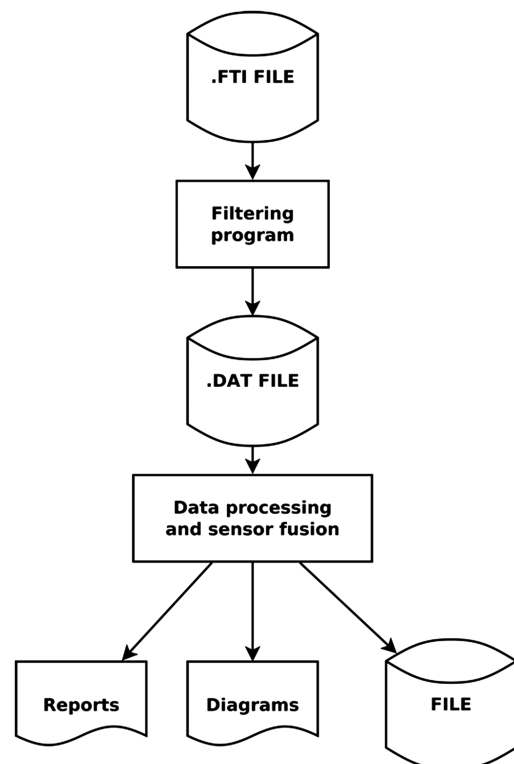 .FTI FILE
Filtering
program
.DAT FILE
Data processing
and sensor fusion
Reports
Diagrams
FILE